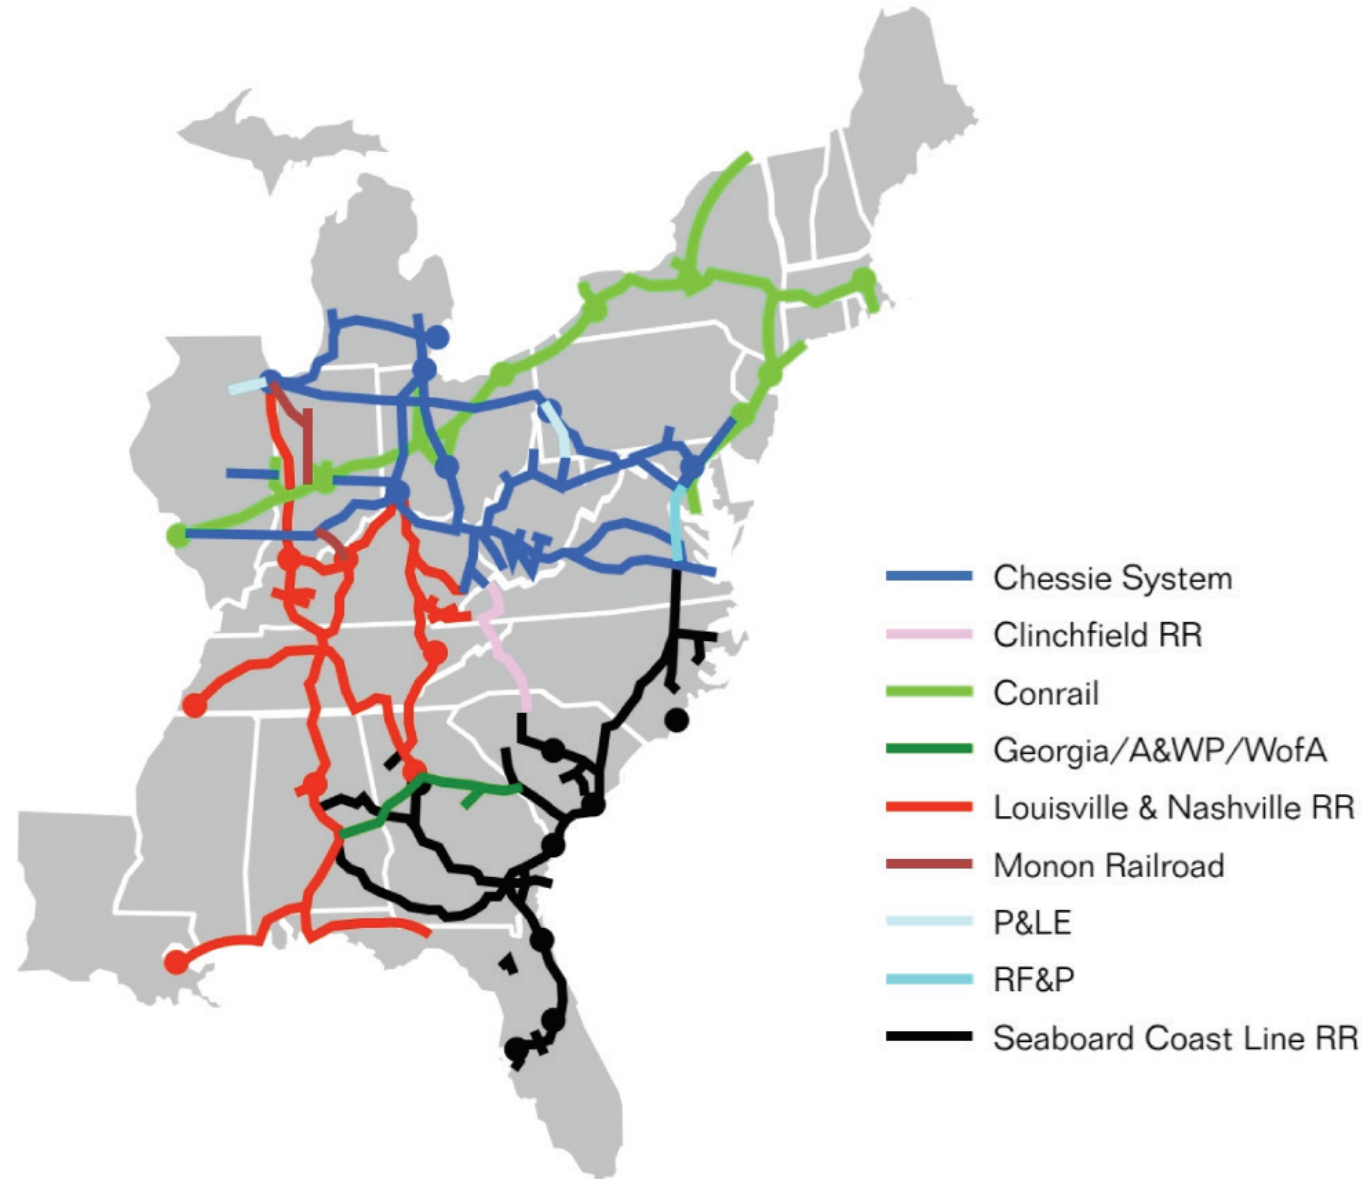 Chessie System
Clinchfield RR
Conrail
Georgia/A&WP/WofA
Louisville & Nashville RR
Monon Railroad
P&LE
RF&P
Seaboard Coast Line RR